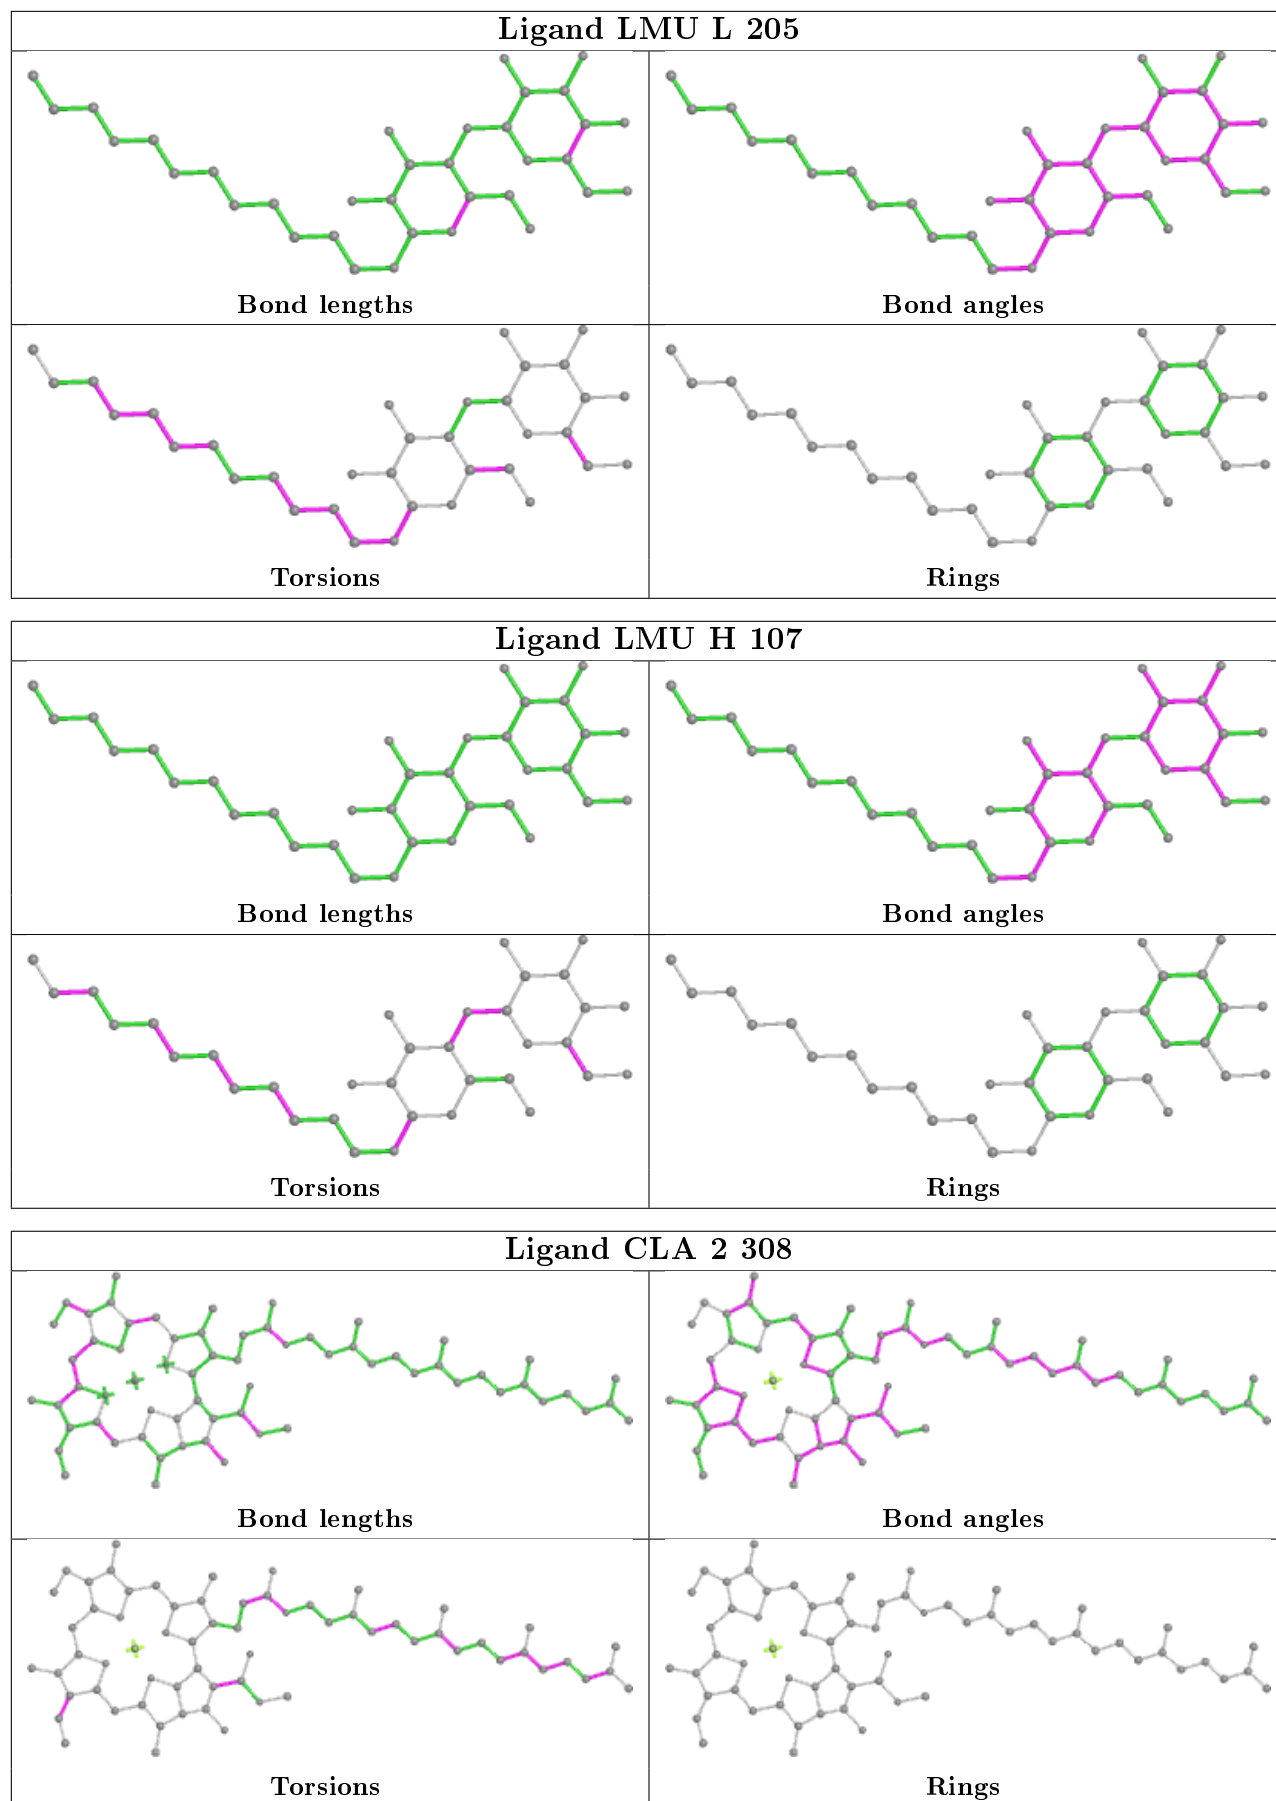 Ligand LMU L 205
Bond lengths
Bond angles
Torsions
Rings
Ligand LMU H 107
Bond lengths
Bond angles
Torsions
Rings
Ligand CLA 2 308
Bond lengths
Bond angles
Torsions
Rings